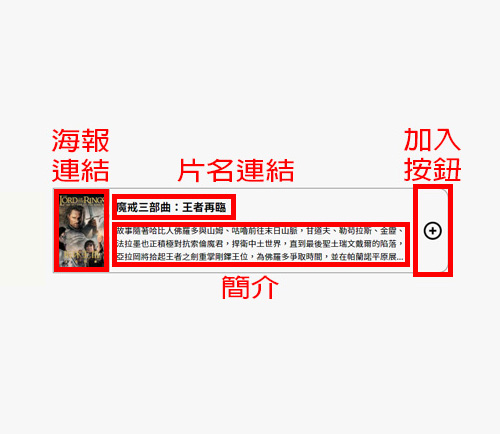 海報
連結
片名連結
加入
按鈕
LORD OF THE RINGS
魔戒三部曲：王者再臨
故事隨著哈比人佛羅多與山姆、咕嚕前往末日山脈，甘道夫、勒苟拉斯、金靂、
法拉墨也正積極對抗索倫魔君，捍衛中土世界，直到最後聖土瑞文戴爾的陷落，
亞拉岡將拾起王者之劍重掌剛鐸王位，為佛羅多爭取時間，並在帕蘭諾平原展...
簡介